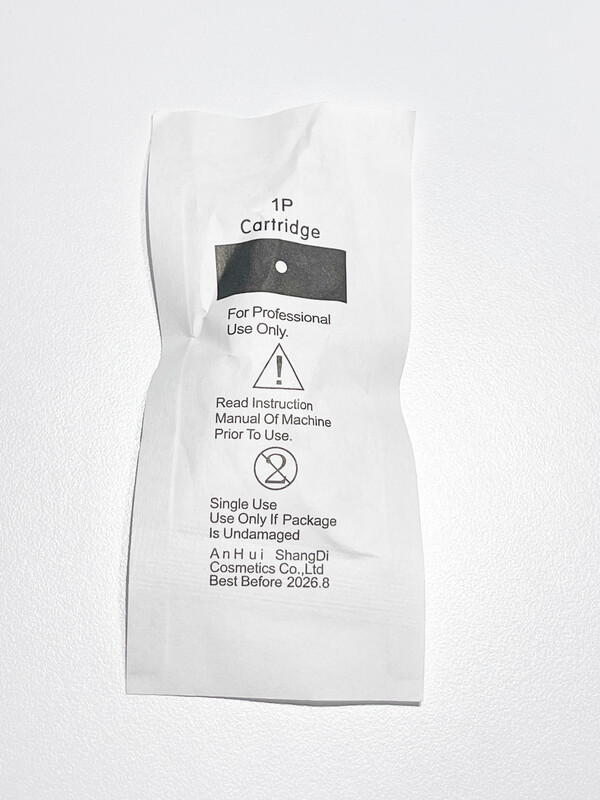 1P
Cartridge
For Professional
Use Only.
!
Read Instruction
Manual Of Machine
Prior To Use.
2
Single Use
Use Only If Package
Is Undamaged
AnHui ShangDi
Cosmetics Co.,Ltd
Best Before 2026.8